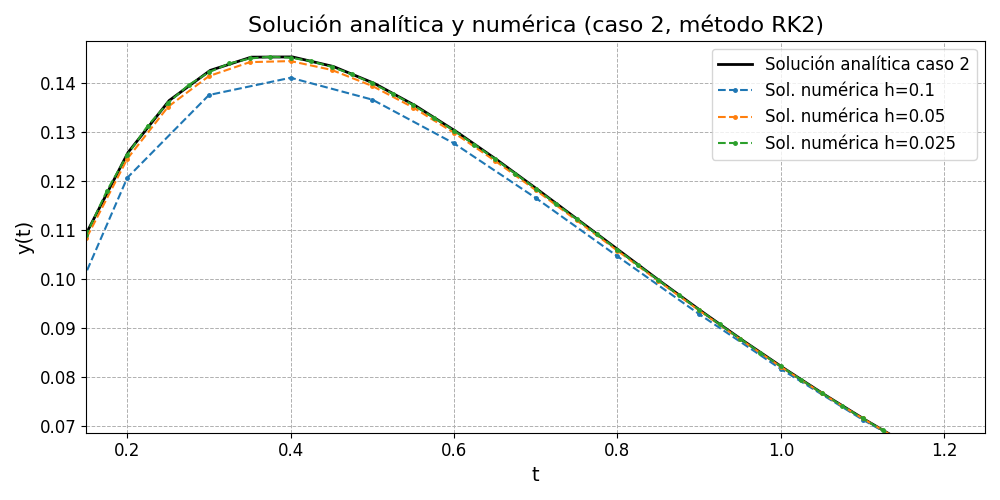 Solución analítica y numérica (caso 2, método RK2)
Solución analítica caso 2
Sol. numérica h=0.1
Sol. numérica h=0.05
Sol. numérica h=0.025
y(t)
0.14
0.13
0.12
0.11
0.10
0.09
0.08
0.07
0.2 0.4 0.6 0.8 1.0 1.2
t